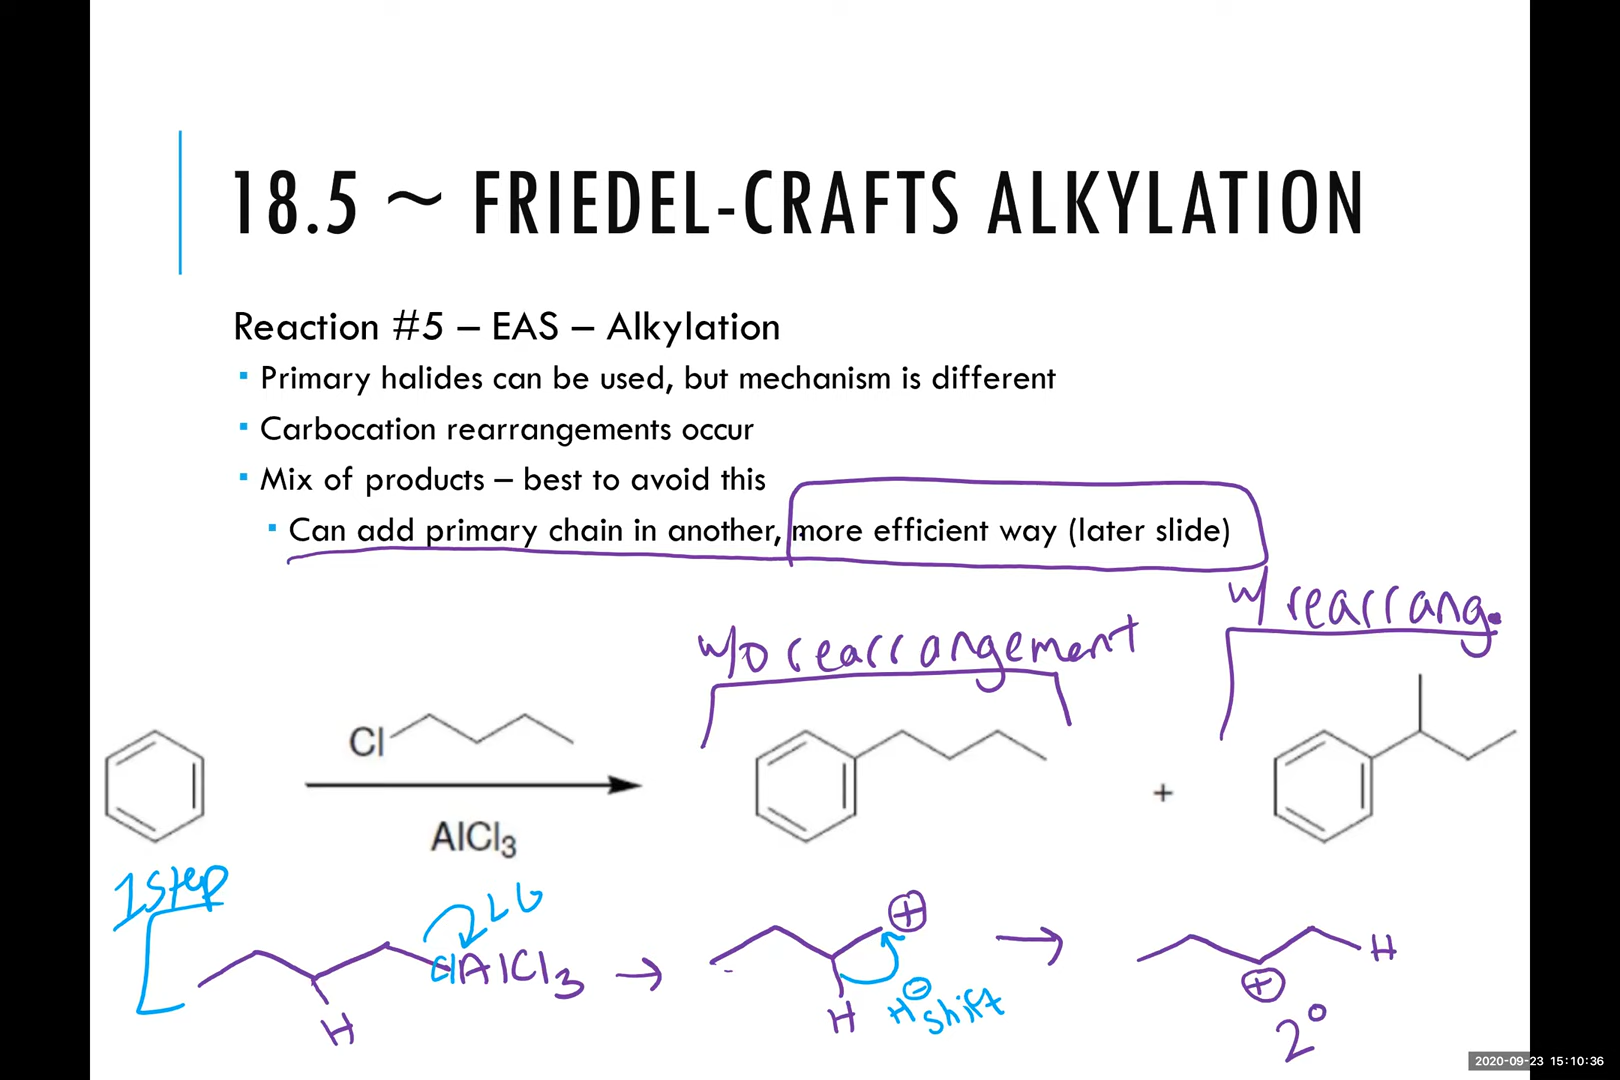 18.5 ~ FRIEDEL-CRAFTS ALKYLATION
Reaction #5 – EAS – Alkylation
▪ Primary halides can be used, but mechanism is different
▪ Carbocation rearrangements occur
▪ Mix of products – best to avoid this
▪ Can add primary chain in another, more efficient way (later slide)
w/ rearrang.
w/o rearrangement
Cl
AlCl3
+
1 step
LG
ClAlCl3
H
→
⊕
H
H⊖ shift
→
H
⊕
2°
2020-09-23 15:10:36